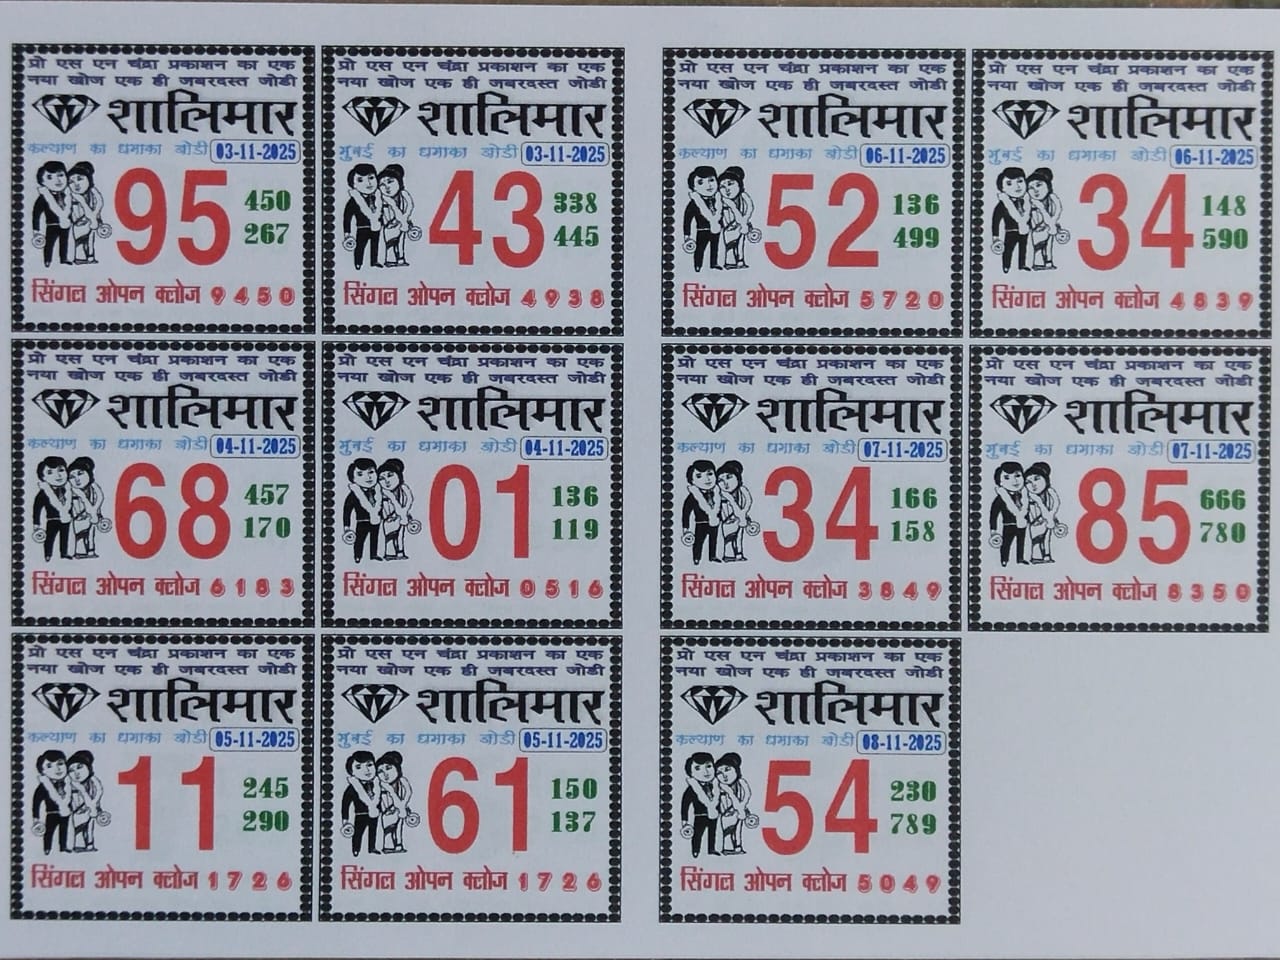 प्रो एस एन चंद्रा प्रकाशन का एक
नया खोज एक ही जबरदस्त जोडी
शालिमार
कल्याण का धमाका जोडी 03-11-2025
95
450
267
सिंगल ओपन क्लोज 9 4 5 0
प्रो एस एन चंद्रा प्रकाशन का एक
नया खोज एक ही जबरदस्त जोडी
शालिमार
मुंबई का धमाका जोडी 03-11-2025
43
338
445
सिंगल ओपन क्लोज 4 9 3 8
प्रो एस एन चंद्रा प्रकाशन का एक
नया खोज एक ही जबरदस्त जोडी
शालिमार
कल्याण का धमाका जोडी 06-11-2025
52
136
499
सिंगल ओपन क्लोज 5 7 2 0
प्रो एस एन चंद्रा प्रकाशन का एक
नया खोज एक ही जबरदस्त जोडी
शालिमार
मुंबई का धमाका जोडी 06-11-2025
34
148
590
सिंगल ओपन क्लोज 4 8 3 9
प्रो एस एन चंद्रा प्रकाशन का एक
नया खोज एक ही जबरदस्त जोडी
शालिमार
कल्याण का धमाका जोडी 04-11-2025
68
457
170
सिंगल ओपन क्लोज 6 1 8 3
प्रो एस एन चंद्रा प्रकाशन का एक
नया खोज एक ही जबरदस्त जोडी
शालिमार
मुंबई का धमाका जोडी 04-11-2025
01
136
119
सिंगल ओपन क्लोज 0 5 1 6
प्रो एस एन चंद्रा प्रकाशन का एक
नया खोज एक ही जबरदस्त जोडी
शालिमार
कल्याण का धमाका जोडी 07-11-2025
34
166
158
सिंगल ओपन क्लोज 3 8 4 9
प्रो एस एन चंद्रा प्रकाशन का एक
नया खोज एक ही जबरदस्त जोडी
शालिमार
मुंबई का धमाका जोडी 07-11-2025
85
666
780
सिंगल ओपन क्लोज 8 3 5 0
प्रो एस एन चंद्रा प्रकाशन का एक
नया खोज एक ही जबरदस्त जोडी
शालिमार
कल्याण का धमाका जोडी 05-11-2025
11
245
290
सिंगल ओपन क्लोज 1 7 2 6
प्रो एस एन चंद्रा प्रकाशन का एक
नया खोज एक ही जबरदस्त जोडी
शालिमार
मुंबई का धमाका जोडी 05-11-2025
61
150
137
सिंगल ओपन क्लोज 1 7 2 6
प्रो एस एन चंद्रा प्रकाशन का एक
नया खोज एक ही जबरदस्त जोडी
शालिमार
कल्याण का धमाका जोडी 08-11-2025
54
230
789
सिंगल ओपन क्लोज 5 0 4 9